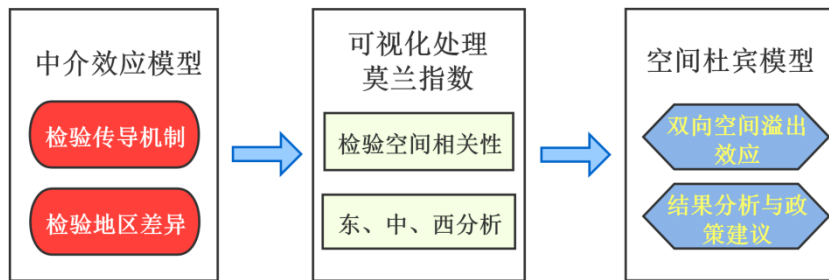 中介效应模型
检验传导机制
检验地区差异
可视化处理
莫兰指数
检验空间相关性
东、中、西分析
空间杜宾模型
双向空间溢出
效应
结果分析与政
策建议